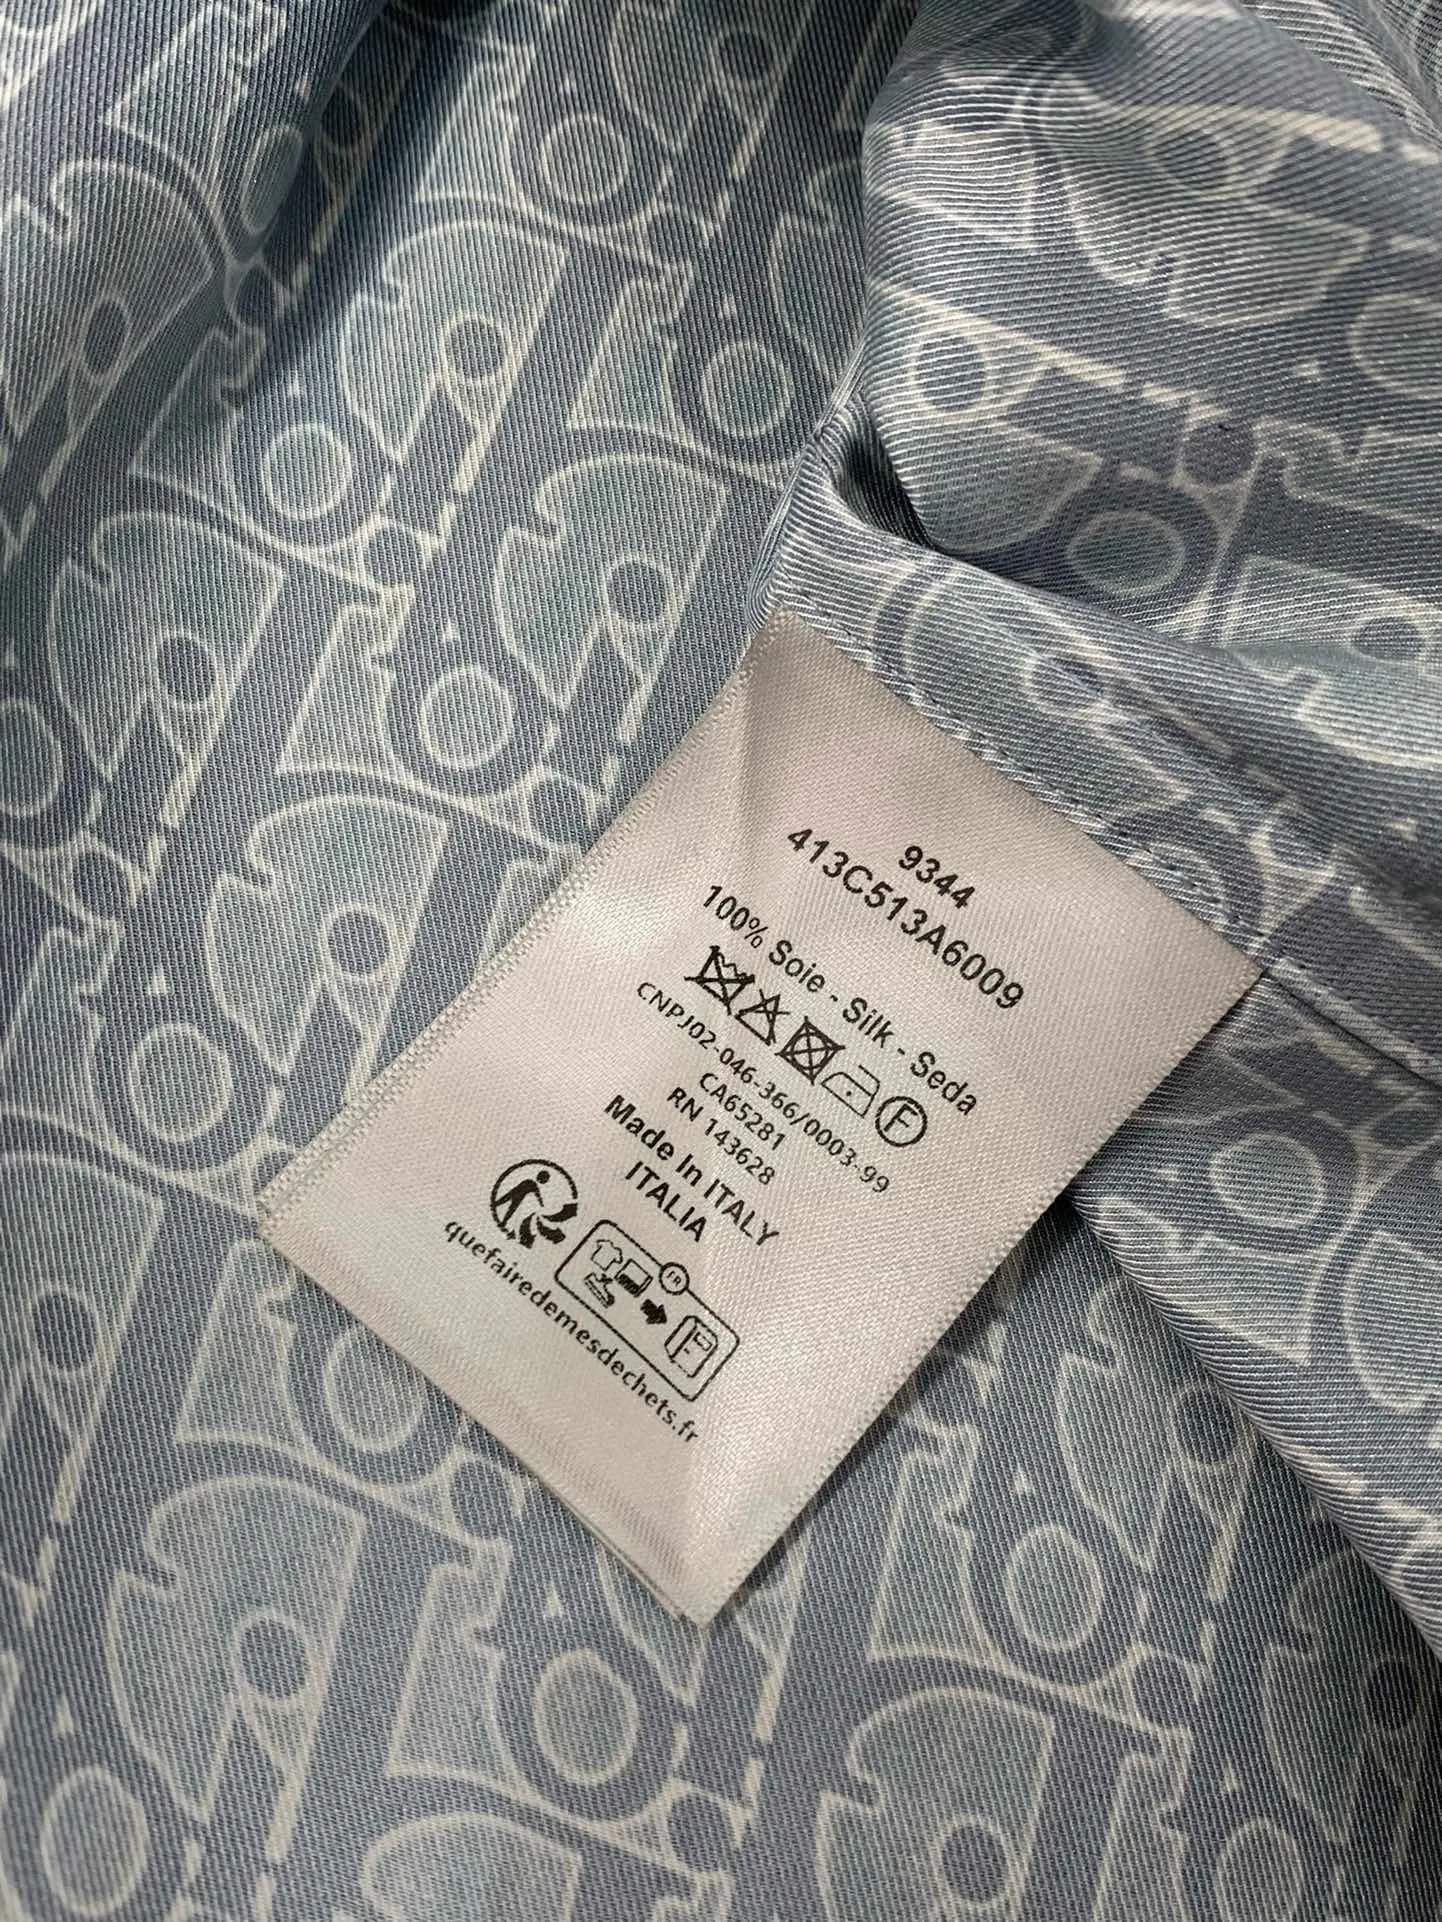 9344
413C513A6009
100% Soie - Silk - Seda
F
CNPJ02-046-366/0003-99
CA65281
RN 143628
Made In ITALY
ITALIA
FR
quefairedemesdechets.fr